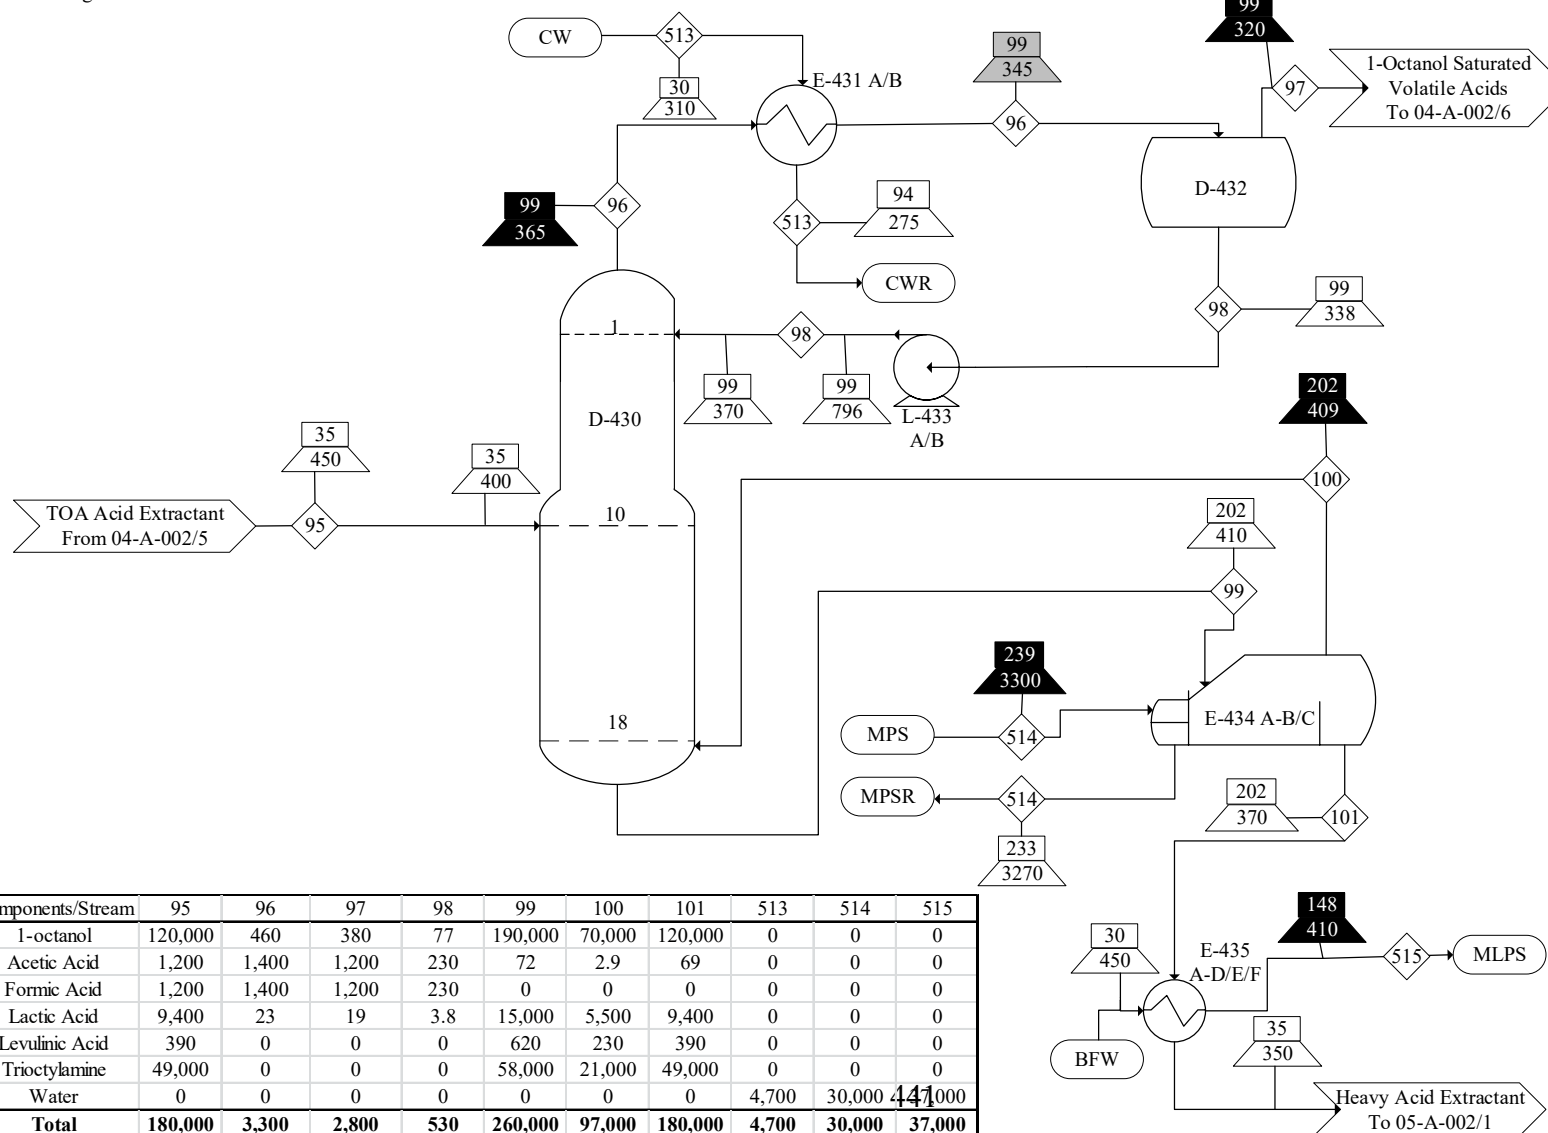 99
320
CW
513
30
310
E-431 A/B
99
345
96
97
1-Octanol Saturated
Volatile Acids
To 04-A-002/6
D-432
99
365
96
513
94
275
CWR
98
99
338
1
98
99
370
99
796
L-433
A/B
D-430
202
409
100
35
450
35
400
TOA Acid Extractant
From 04-A-002/5
95
10
202
410
99
239
3300
E-434 A-B/C
18
MPS
514
MPSR
514
233
3270
202
370
101
mponents/Stream 95 96 97 98 99 100 101 513 514 515
1-octanol 120,000 460 380 77 190,000 70,000 120,000 0 0 0
Acetic Acid 1,200 1,400 1,200 230 72 2.9 69 0 0 0
Formic Acid 1,200 1,400 1,200 230 0 0 0 0 0 0
Lactic Acid 9,400 23 19 3.8 15,000 5,500 9,400 0 0 0
Levulinic Acid 390 0 0 0 620 230 390 0 0 0
Trioctylamine 49,000 0 0 0 58,000 21,000 49,000 0 0 0
Water 0 0 0 0 0 0 0 4,700 30,000
441
Total 180,000 3,300 2,800 530 260,000 97,000 180,000 4,700 30,000 37,000
30
450
E-435
A-D/E/F
148
410
515
MLPS
BFW
35
350
Heavy Acid Extractant
To 05-A-002/1